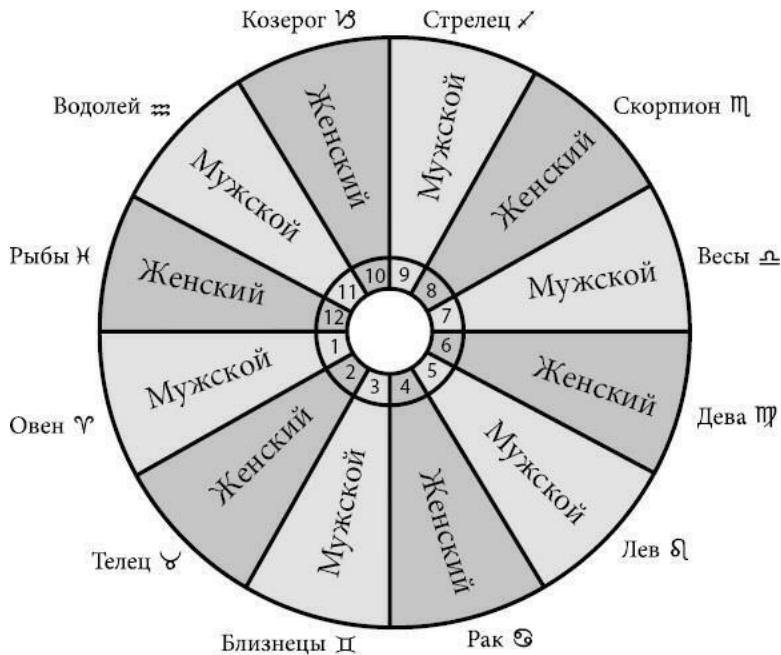 Козерог ♑
Стрелец ♐
Водолей ♒
Скорпион ♏
Рыбы ♓
Весы ♎
Овен ♈
Дева ♍
Телец ♉
Лев ♌
Близнецы ♊
Рак ♋
Мужской
Женский
Мужской
Женский
Мужской
Женский
Мужской
Женский
Мужской
Женский
Мужской
Женский
1
2
3
4
5
6
7
8
9
10
11
12